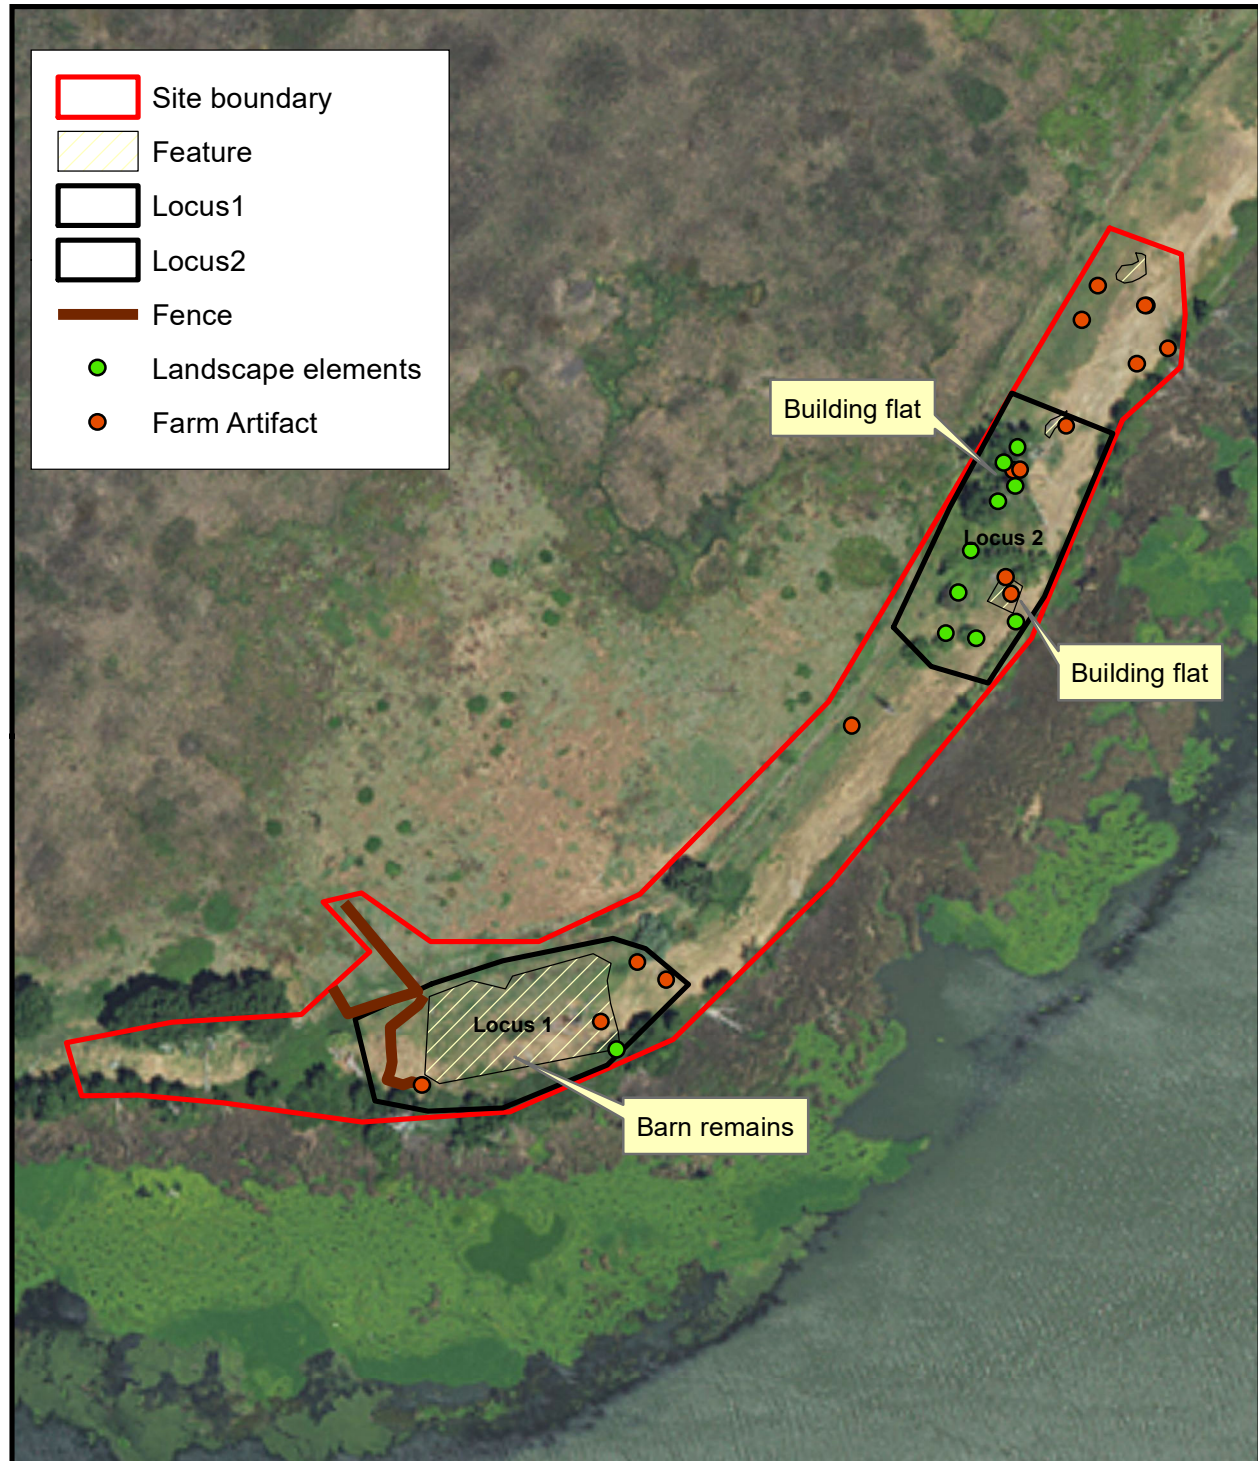 Site boundary
Feature
Locus1
Locus2
Fence
Landscape elements
Farm Artifact
Building flat
Locus 2
Building flat
Locus 1
Barn remains